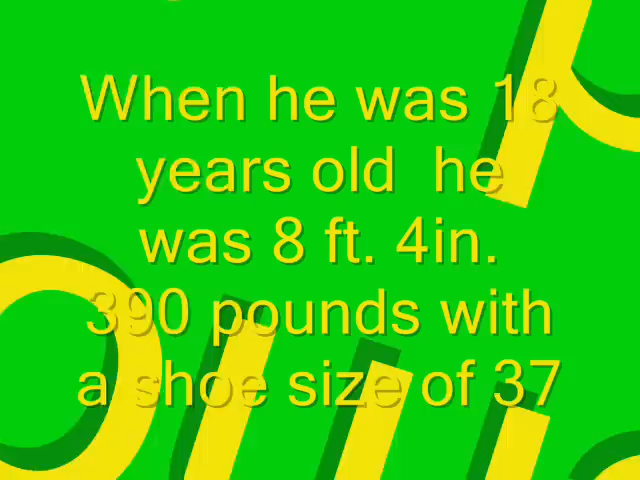 When he was 18
years old  he
was 8 ft. 4in.
390 pounds with
a shoe size of 37